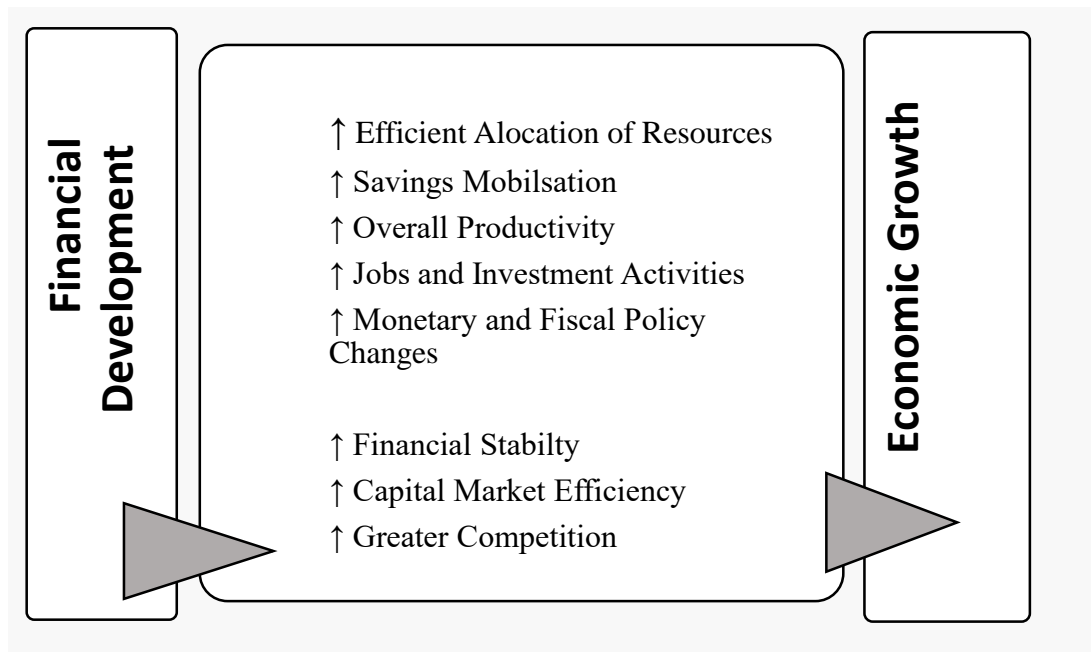 Financial
Development
↑ Efficient Alocation of Resources
↑ Savings Mobilsation
↑ Overall Productivity
↑ Jobs and Investment Activities
↑ Monetary and Fiscal Policy
Changes
↑ Financial Stabilty
↑ Capital Market Efficiency
↑ Greater Competition
Economic Growth